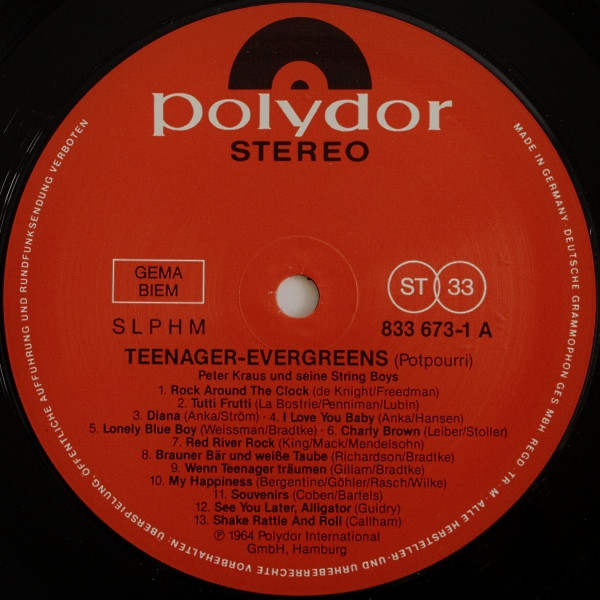 polydor
STEREO
GEMA
BIEM
ST 33
SLPHM
833 673-1 A
TEENAGER-EVERGREENS (Potpourri)
Peter Kraus und seine String Boys
1. Rock Around The Clock (de Knight/Freedman)
2. Tutti Frutti (La Bostrie/Penniman/Lubin)
3. Diana (Anka/Ström) · 4. I Love You Baby (Anka/Hansen)
5. Lonely Blue Boy (Weissman/Bradtke) · 6. Charly Brown (Leiber/Stoller)
7. Red River Rock (King/Mack/Mendelsohn)
8. Brauner Bär und weiße Taube (Richardson/Bradtke)
9. Wenn Teenager träumen (Gillam/Bradtke)
10. My Happiness (Bergentine/Göhler/Rasch/Wilke)
11. Souvenirs (Coben/Bartels)
12. See You Later, Alligator (Guidry)
13. Shake Rattle And Roll (Callham)
℗ 1964 Polydor International
GmbH, Hamburg
MADE IN GERMANY · DEUTSCHE GRAMMOPHON GES MBH · REGD · TR · M · ALLE HERSTELLER- UND URHEBERRECHTE VORBEHALTEN: ÜBERSPIELUNG, ÖFFENTLICHE AUFFÜHRUNG UND RUNDFUNKSENDUNG VERBOTEN